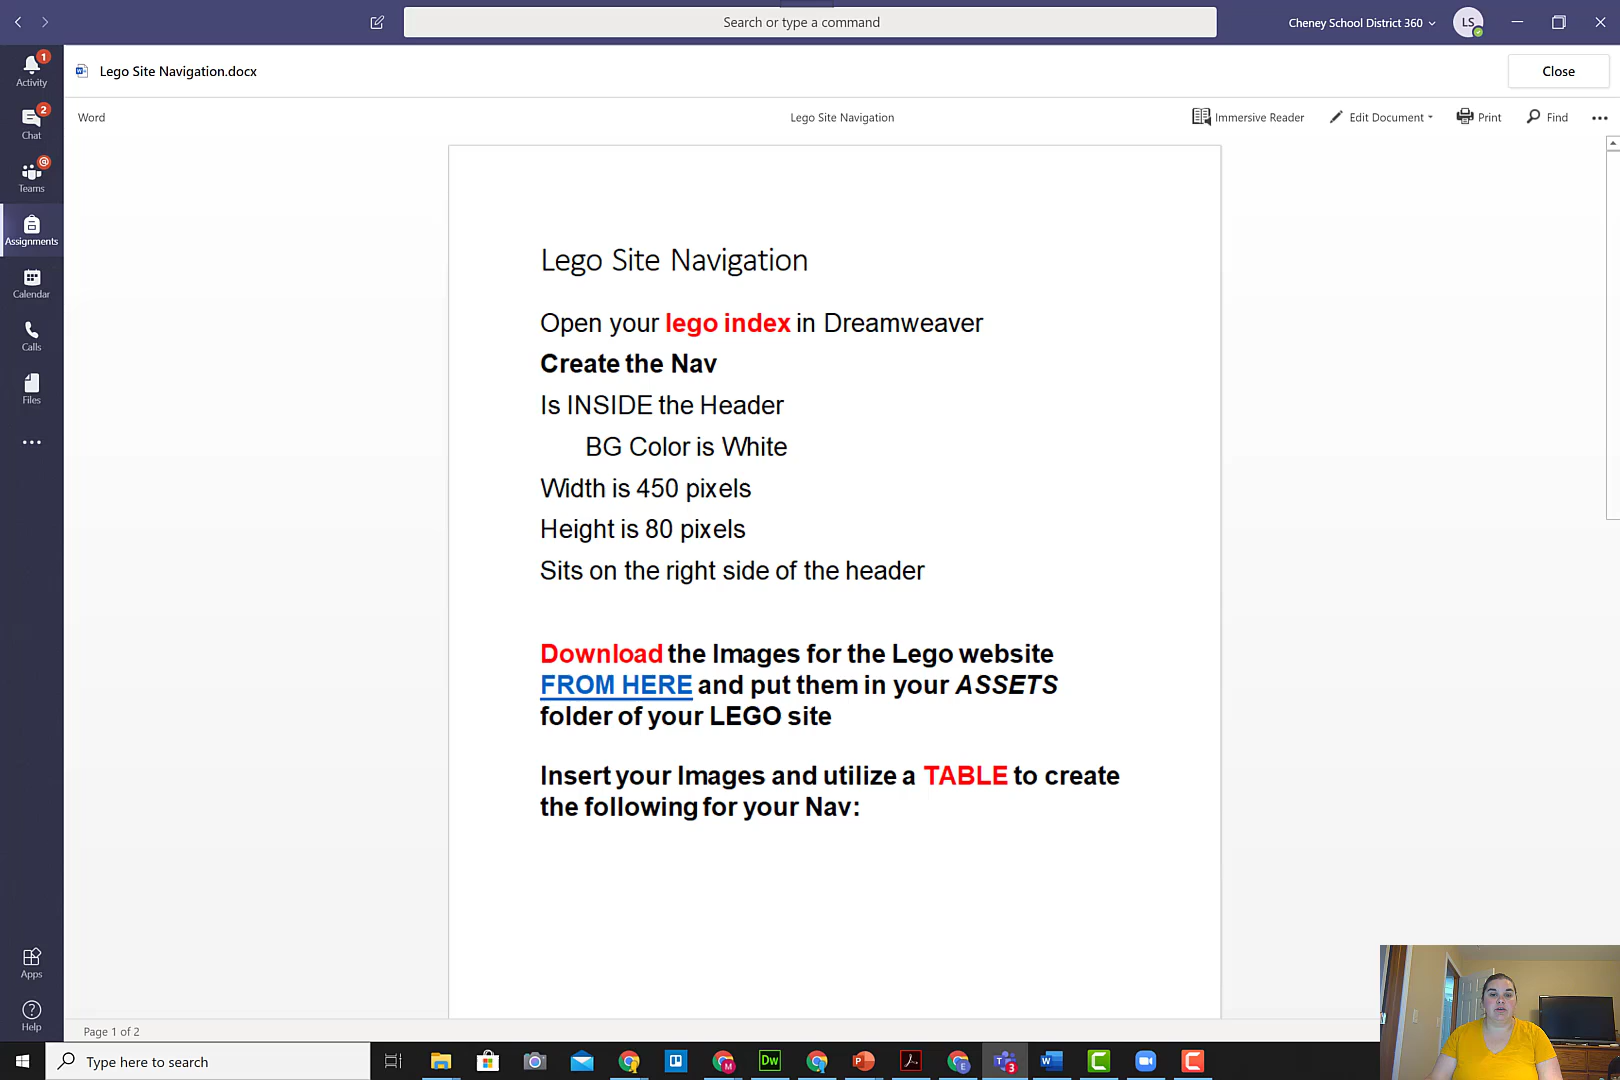 Search or type a command
Cheney School District 360
LS
1
Activity
Lego Site Navigation.docx
Close
2
Chat
Word
Lego Site Navigation
Immersive Reader
Edit Document
Print
Find
Teams
Assignments
Calendar
Calls
Files
Apps
Help
Lego Site Navigation
Open your lego index in Dreamweaver
Create the Nav
Is INSIDE the Header
BG Color is White
Width is 450 pixels
Height is 80 pixels
Sits on the right side of the header
Download the Images for the Lego website
FROM HERE and put them in your ASSETS
folder of your LEGO site
Insert your Images and utilize a TABLE to create
the following for your Nav:
Page 1 of 2
Type here to search
M
Dw
E
3